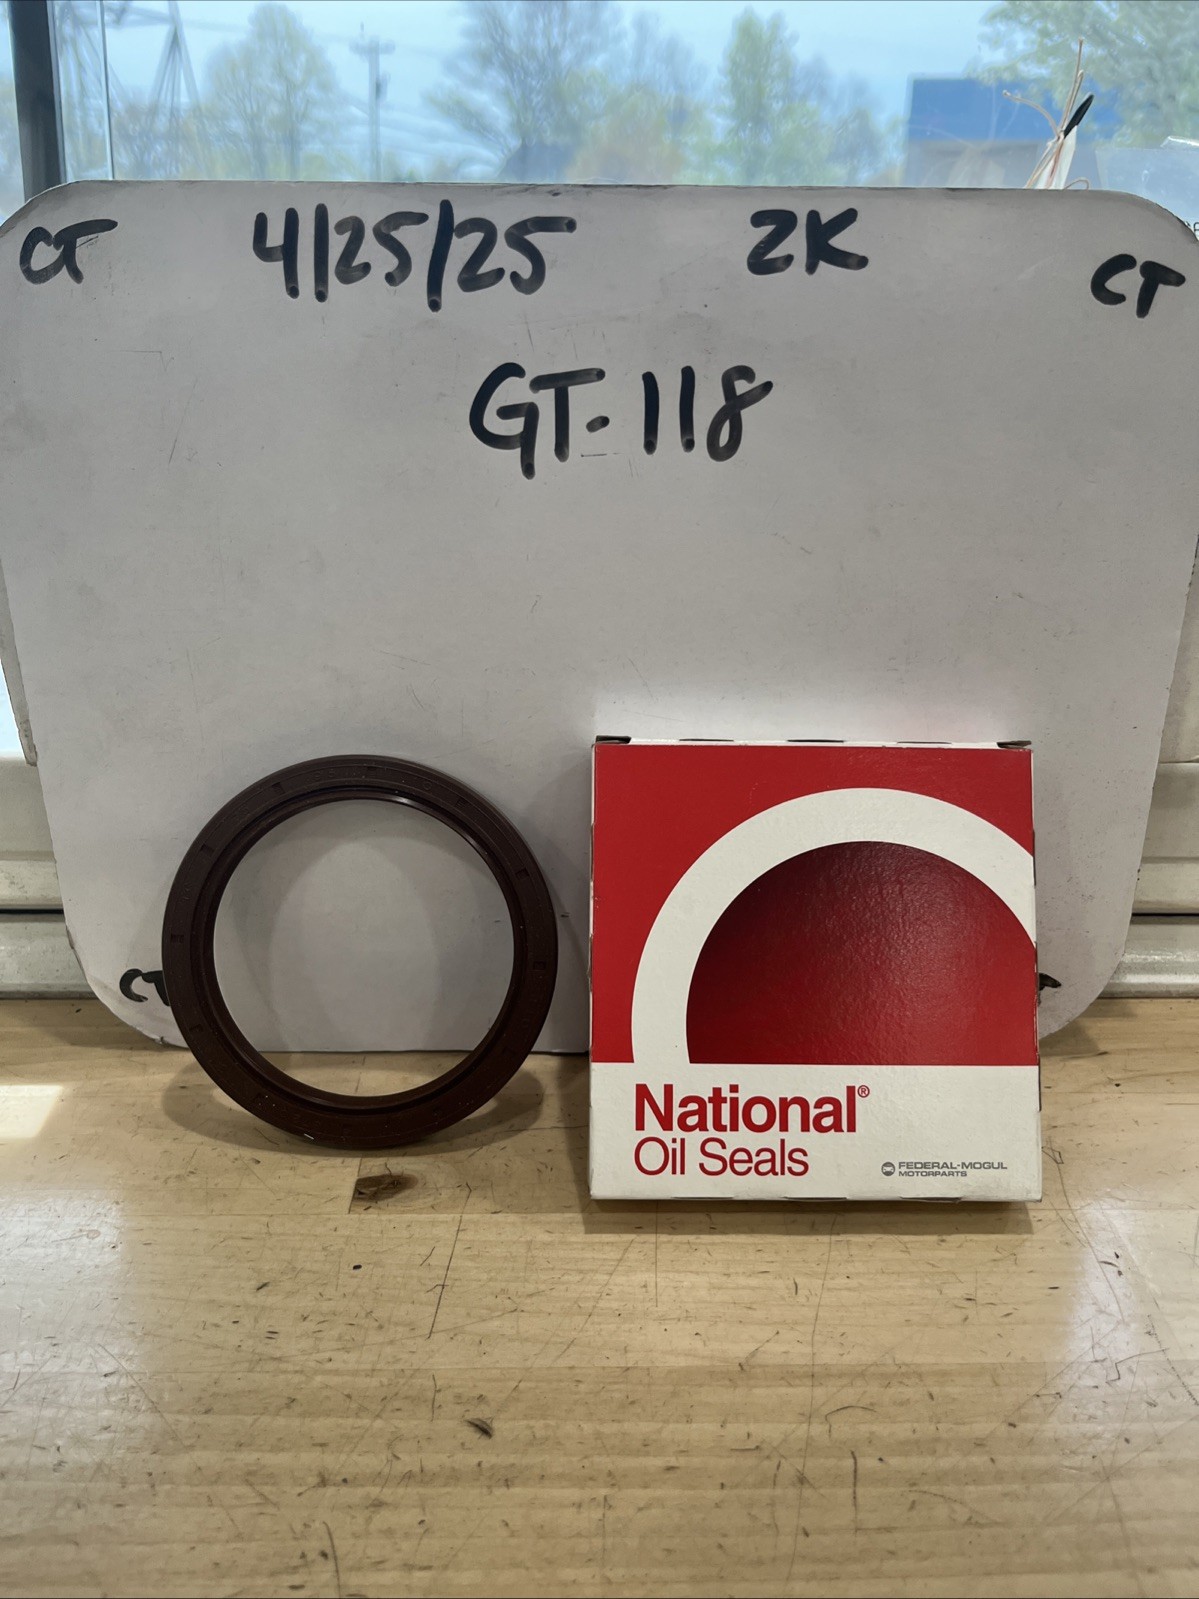 CT 4/25/25 2K CT
GT-118
CT
National®
Oil Seals
FEDERAL-MOGUL
MOTORPARTS